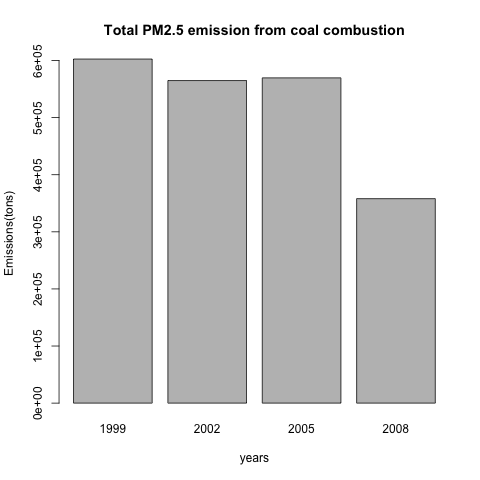 Total PM2.5 emission from coal combustion
Emissions(tons)
6e+05
5e+05
4e+05
3e+05
2e+05
1e+05
0e+00
1999 2002 2005 2008
years